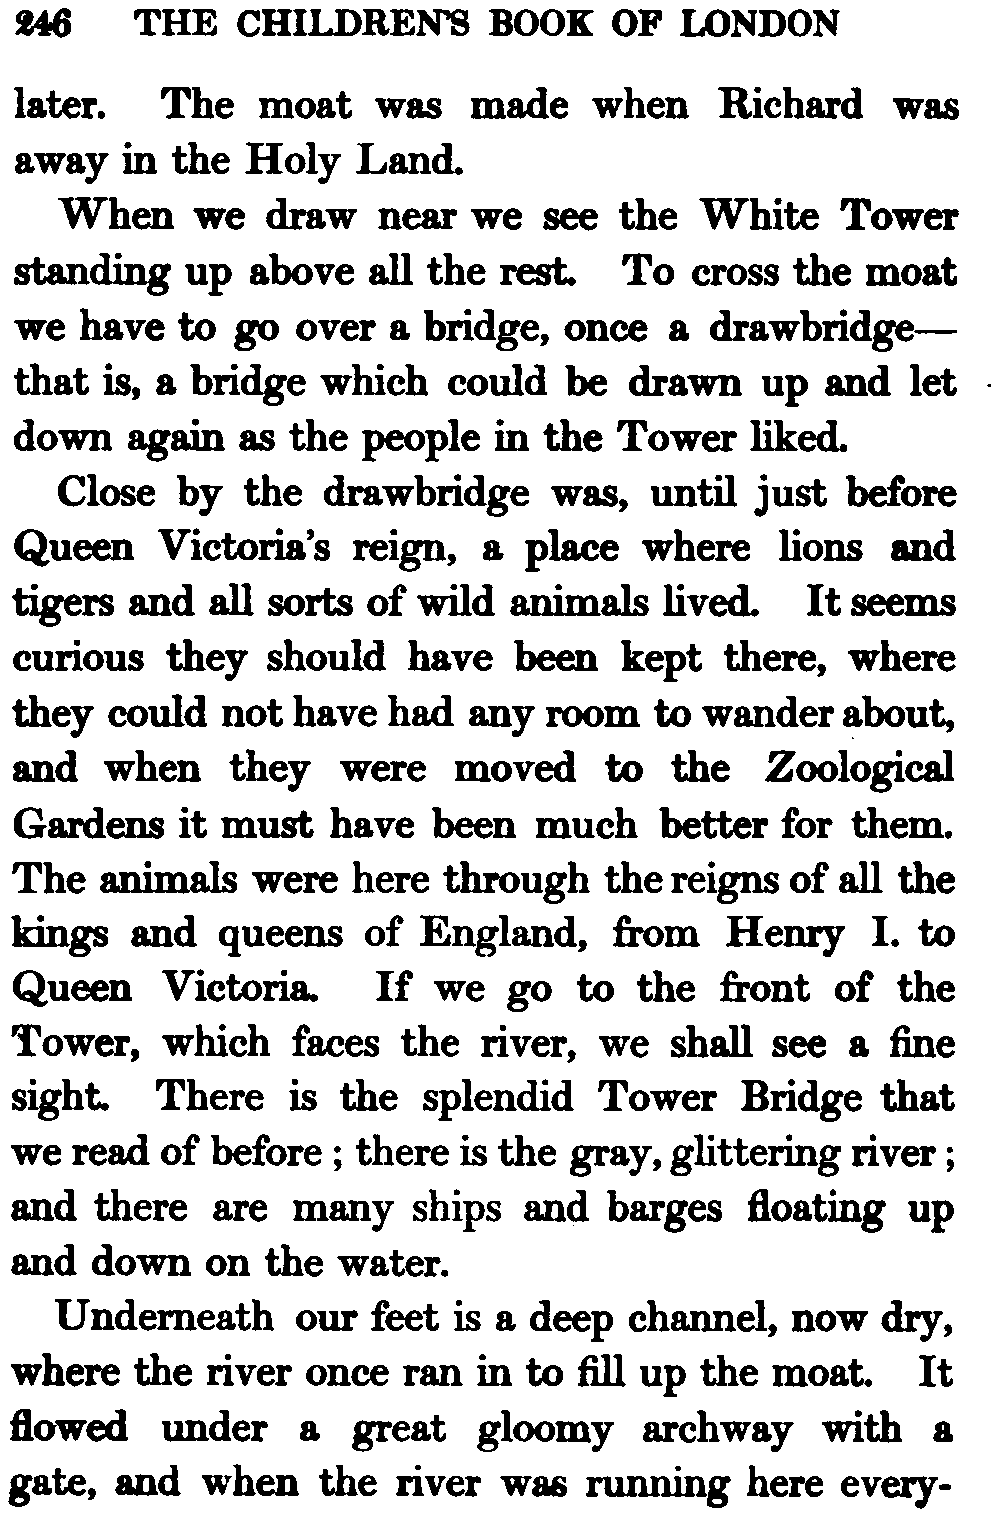 246 THE CHILDREN'S BOOK OF LONDON
later. The moat was made when Richard was
away in the Holy Land.
When we draw near we see the White Tower
standing up above all the rest. To cross the moat
we have to go over a bridge, once a drawbridge—
that is, a bridge which could be drawn up and let
down again as the people in the Tower liked.
Close by the drawbridge was, until just before
Queen Victoria's reign, a place where lions and
tigers and all sorts of wild animals lived. It seems
curious they should have been kept there, where
they could not have had any room to wander about,
and when they were moved to the Zoological
Gardens it must have been much better for them.
The animals were here through the reigns of all the
kings and queens of England, from Henry I. to
Queen Victoria. If we go to the front of the
Tower, which faces the river, we shall see a fine
sight. There is the splendid Tower Bridge that
we read of before ; there is the gray, glittering river ;
and there are many ships and barges floating up
and down on the water.
Underneath our feet is a deep channel, now dry,
where the river once ran in to fill up the moat. It
flowed under a great gloomy archway with a
gate, and when the river was running here every-